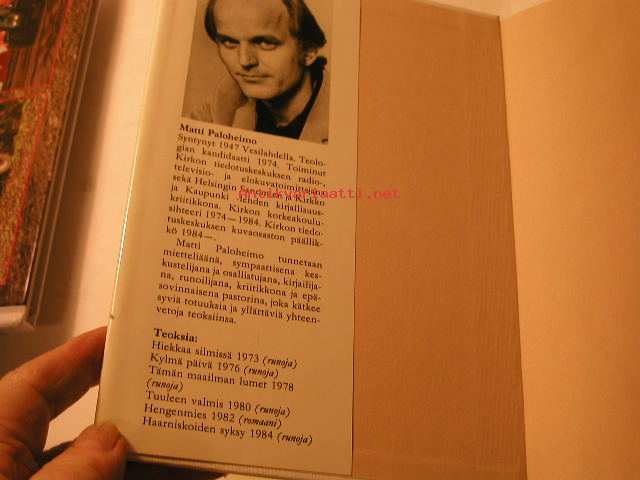 Matti Paloheimo
Syntynyt 1947 Vesilahdella. Teolo-
gian kandidaatti 1974. Toiminut
Kirkon tiedotuskeskuksen radio-,
televisio- ja elokuvatoimittajana
sekä Helsingin Sanomien ja Kirkko
ja Kaupunki -lehden kirjallisuus-
kriitikkona. Kirkon korkeakoulu-
sihteeri 1974—1984. Kirkon tiedo-
tuskeskuksen kuvaosaston päällik-
kö 1984—.
Matti Paloheimo tunnetaan
mietteliäänä, sympaattisena kes-
kustelijana ja osallistujana, kirjailija-
na, runoilijana, kriitikkona ja epä-
sovinnaisena pastorina, joka kätkee
syviä totuuksia ja yllättäviä yhteen-
vetoja teoksiinsa.
Teoksia:
Hiekkaa silmissä 1973 (runoja)
Kylmä päivä 1976 (runoja)
Tämän maailman lumet 1978
(runoja)
Tuuleen valmis 1980 (runoja)
Hengenmies 1982 (romaani)
Haarniskoiden syksy 1984 (runoja)